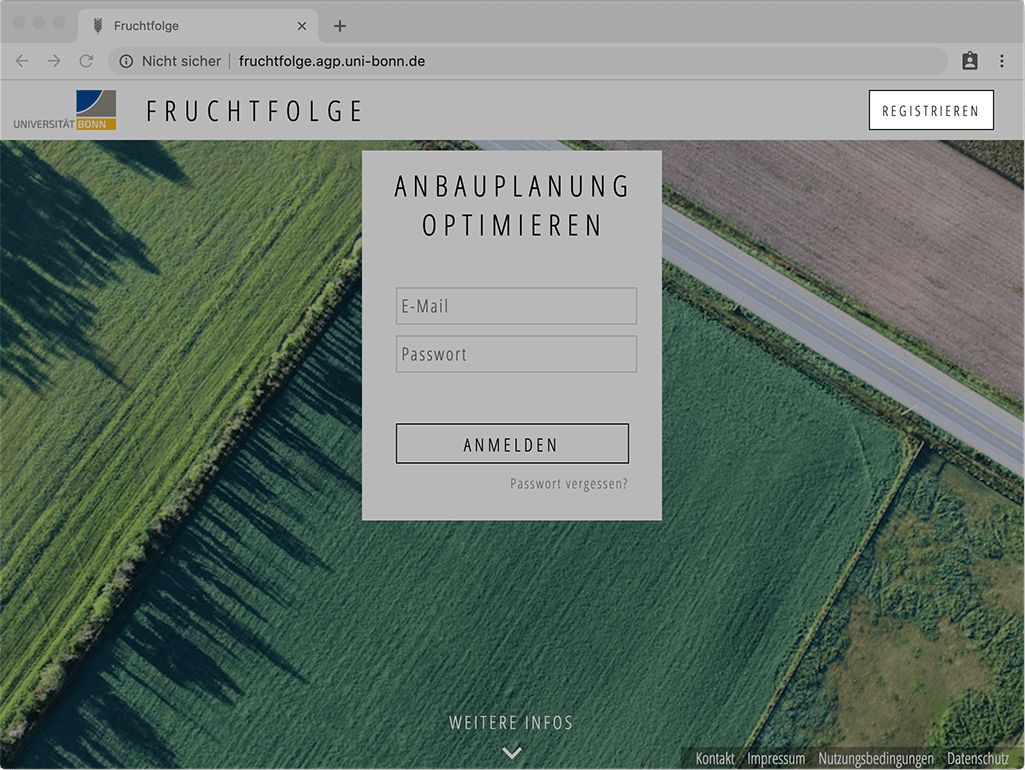 Fruchtfolge
Nicht sicher | fruchtfolge.agp.uni-bonn.de
UNIVERSITÄT BONN
FRUCHTFOLGE
REGISTRIEREN
ANBAUPLANUNG
OPTIMIEREN
E-Mail
Passwort
ANMELDEN
Passwort vergessen?
WEITERE INFOS
Kontakt Impressum Nutzungsbedingungen Datenschutz